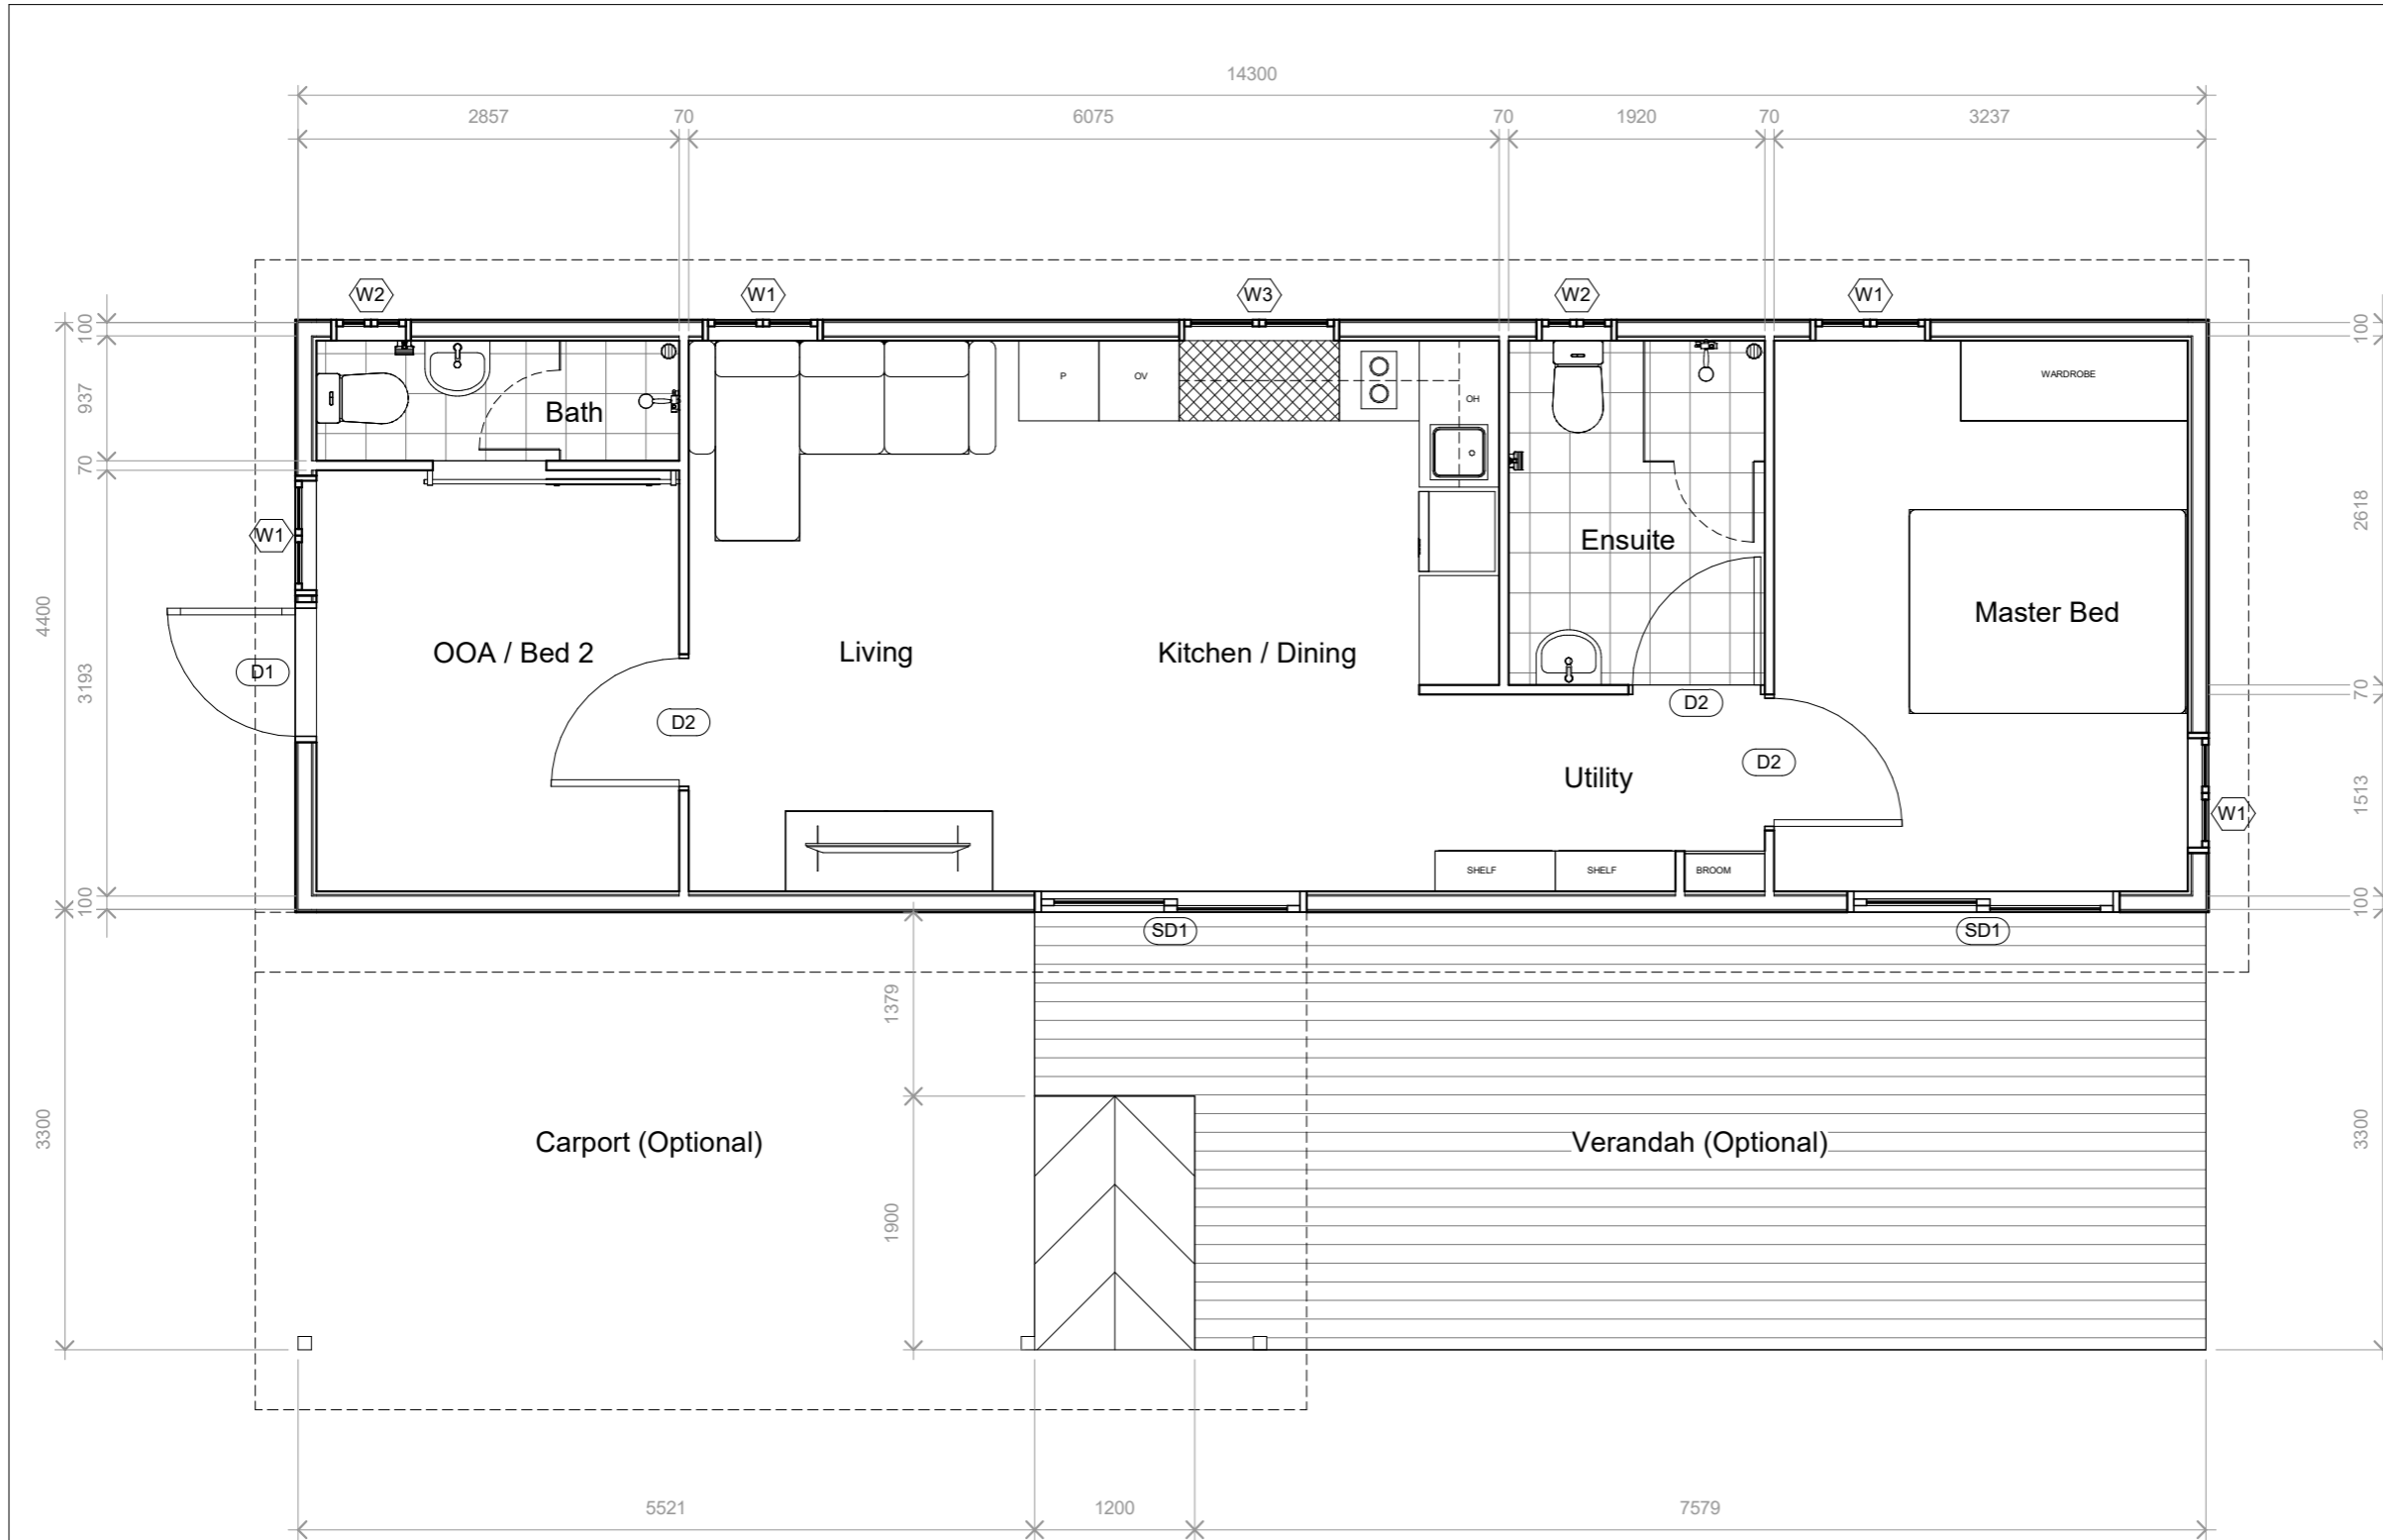 14300
2857 70 6075 70 1920 70 3237
W2 W1 W3 W2 W1
100 100
P OV WARDROBE
937 Bath OH
70
W1 2618
Ensuite
4400 OOA / Bed 2 Living Kitchen / Dining Master Bed
D1
3193 70
D2 D2
D2
Utility
1513
W1
SHELF SHELF BROOM
100 100
SD1 SD1
1379
3300 Carport (Optional) Verandah (Optional) 3300
1900
5521 1200 7579